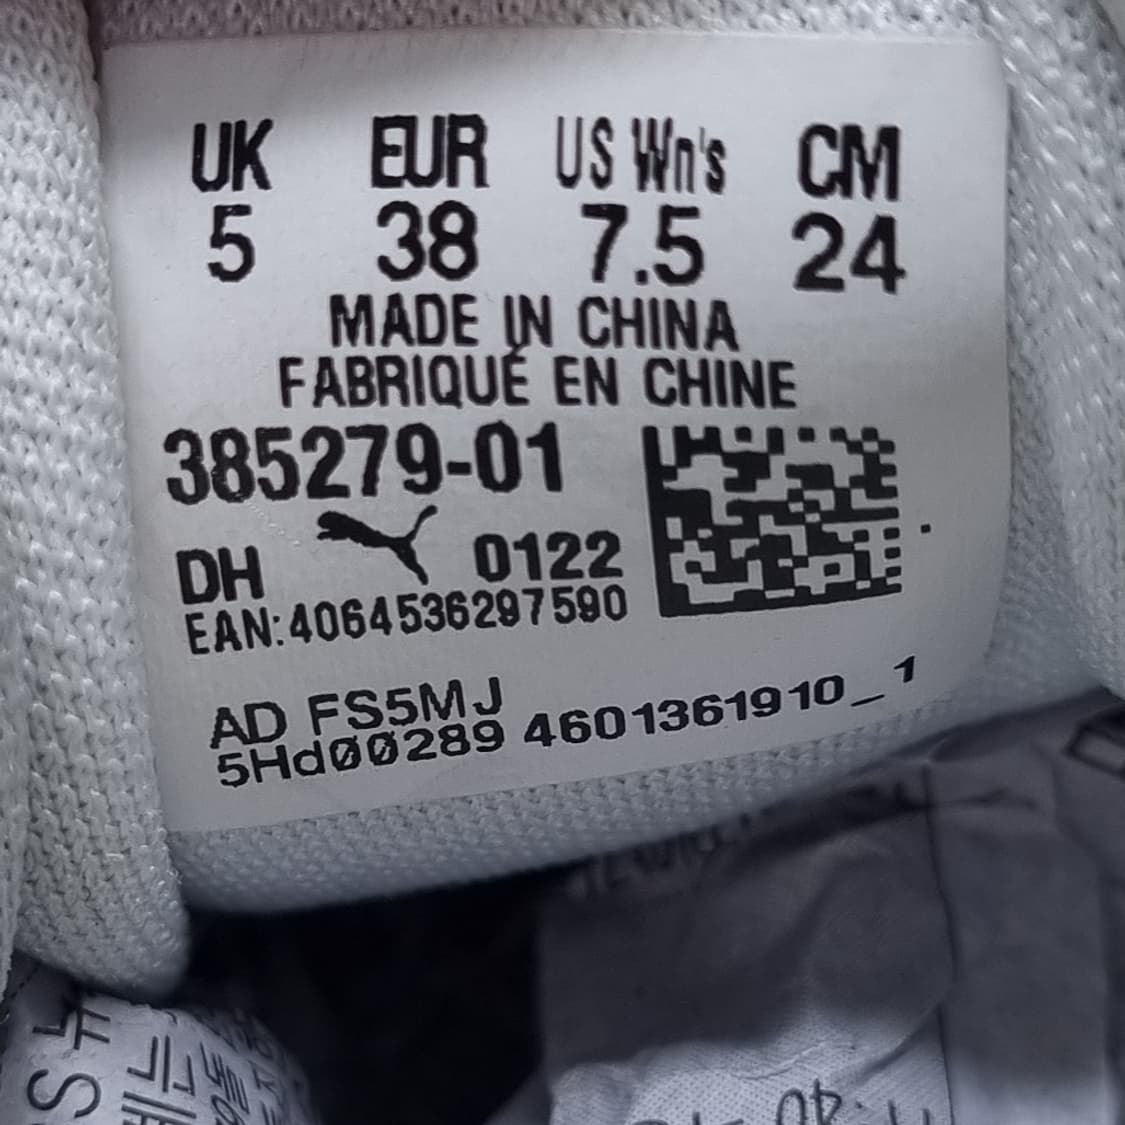 UK EUR US Wn's CM
5 38 7.5 24
MADE IN CHINA
FABRIQUÉ EN CHINE
385279-01
DH 0122
EAN:4064536297590
AD FS5MJ
5Hd00289 4601361910_1